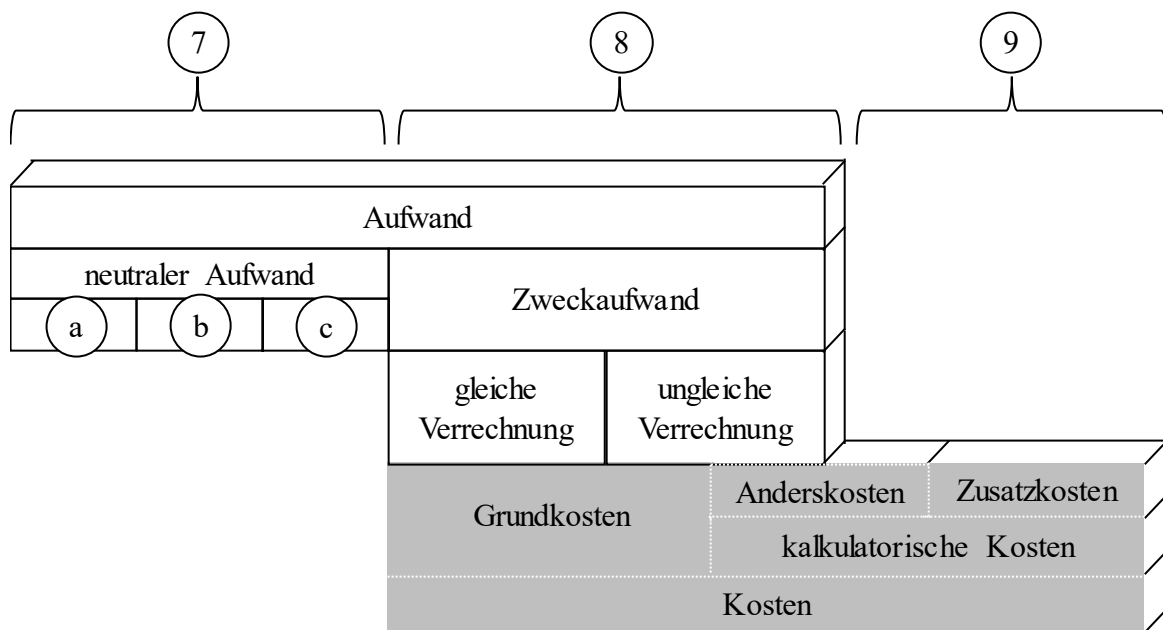 7
8
9
Aufwand
neutraler Aufwand
Zweckaufwand
a
b
c
gleiche
Verrechnung
ungleiche
Verrechnung
Grundkosten
Anderskosten
Zusatzkosten
kalkulatorische Kosten
Kosten